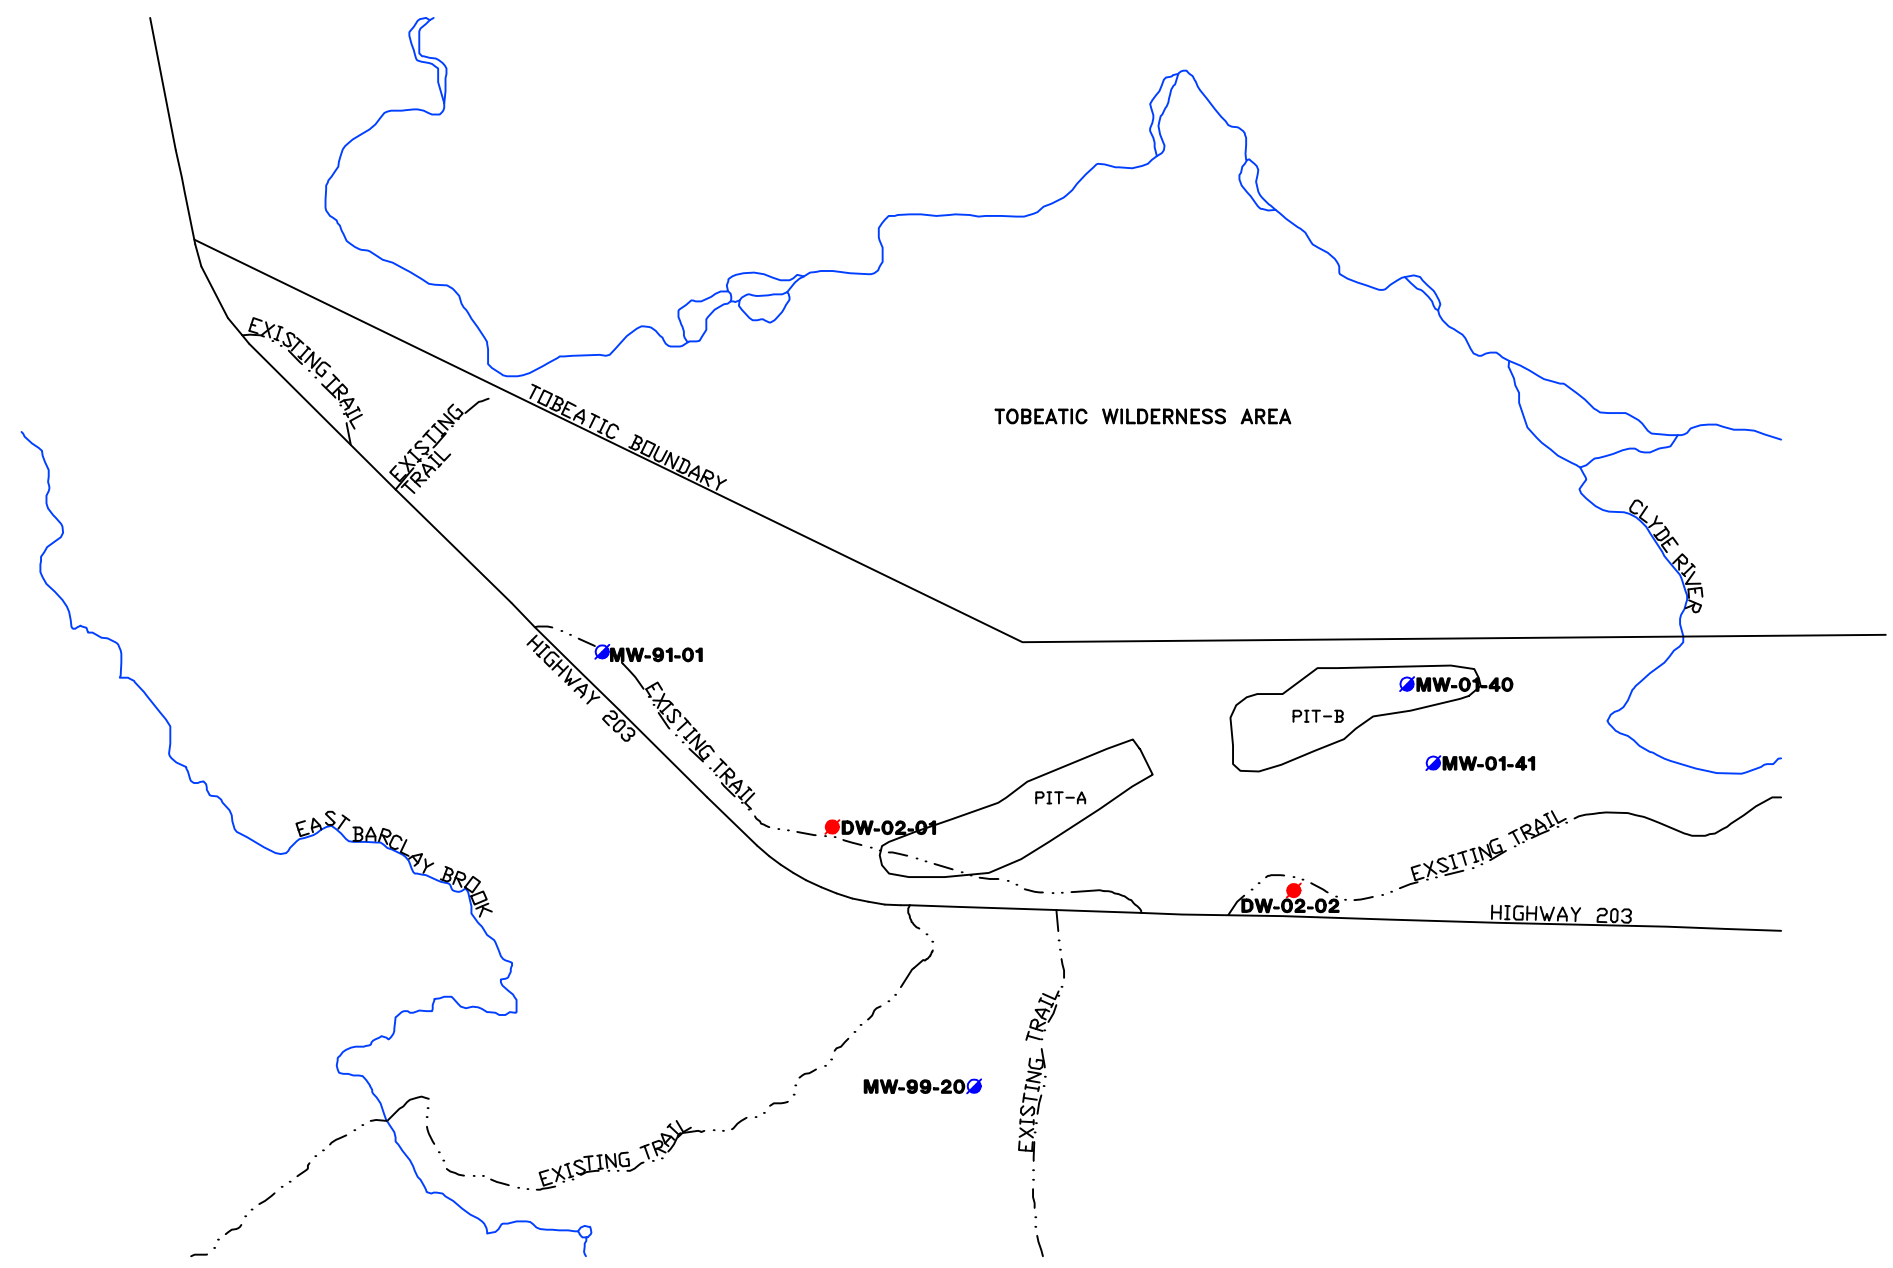 EXISTING TRAIL
EXISTING
TRAIL
TOBEATIC BOUNDARY
TOBEATIC WILDERNESS AREA
CLYDE RIVER
MW-91-01
HIGHWAY 203
EXISTING TRAIL
MW-01-40
PIT-B
MW-01-41
PIT-A
DW-02-01
EAST BARCLAY BROOK
EXSITING TRAIL
DW-02-02
HIGHWAY 203
EXISTING TRAIL
MW-99-20
EXISTING TRAIL